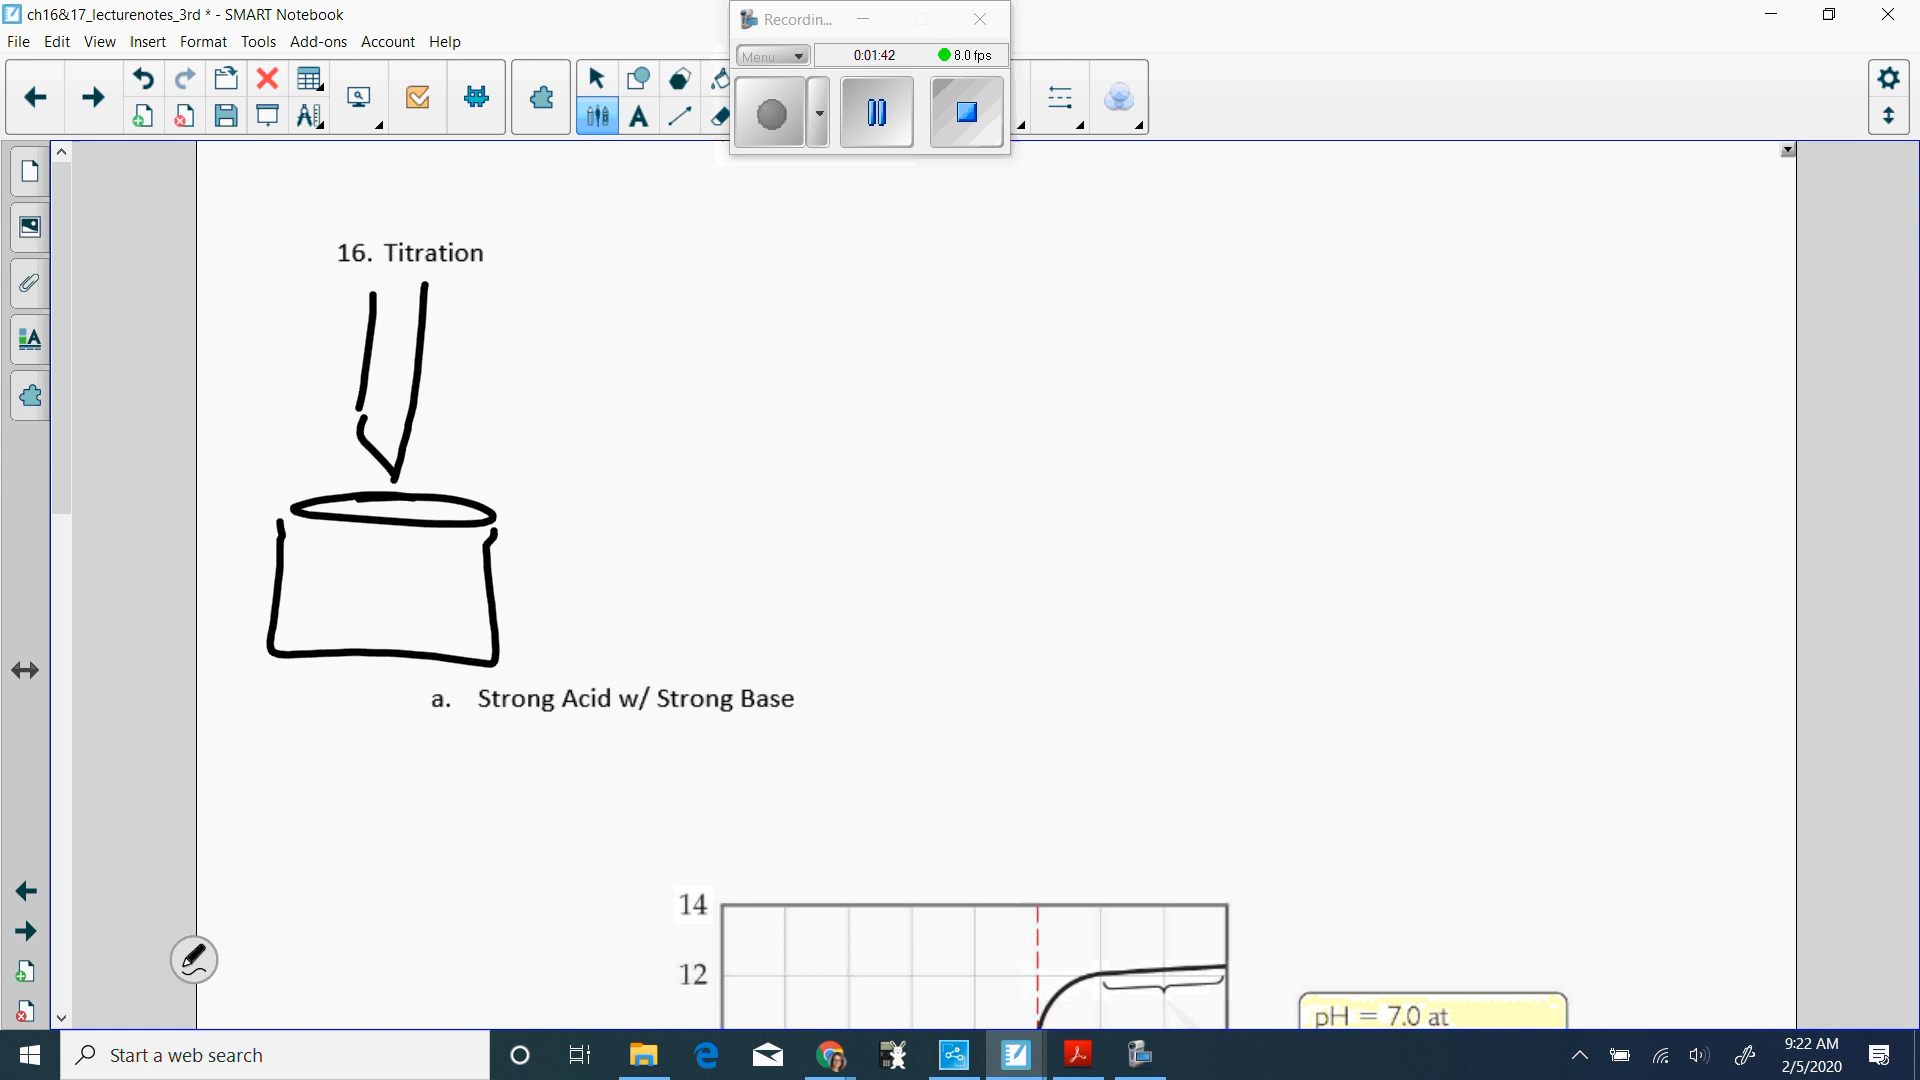 ch16&17_lecturenotes_3rd * - SMART Notebook
Recordin...
File Edit View Insert Format Tools Add-ons Account Help
Menu 0:01:42 8.0 fps
A
A
16. Titration
a. Strong Acid w/ Strong Base
14
12
pH = 7.0 at
Start a web search
9:22 AM
2/5/2020